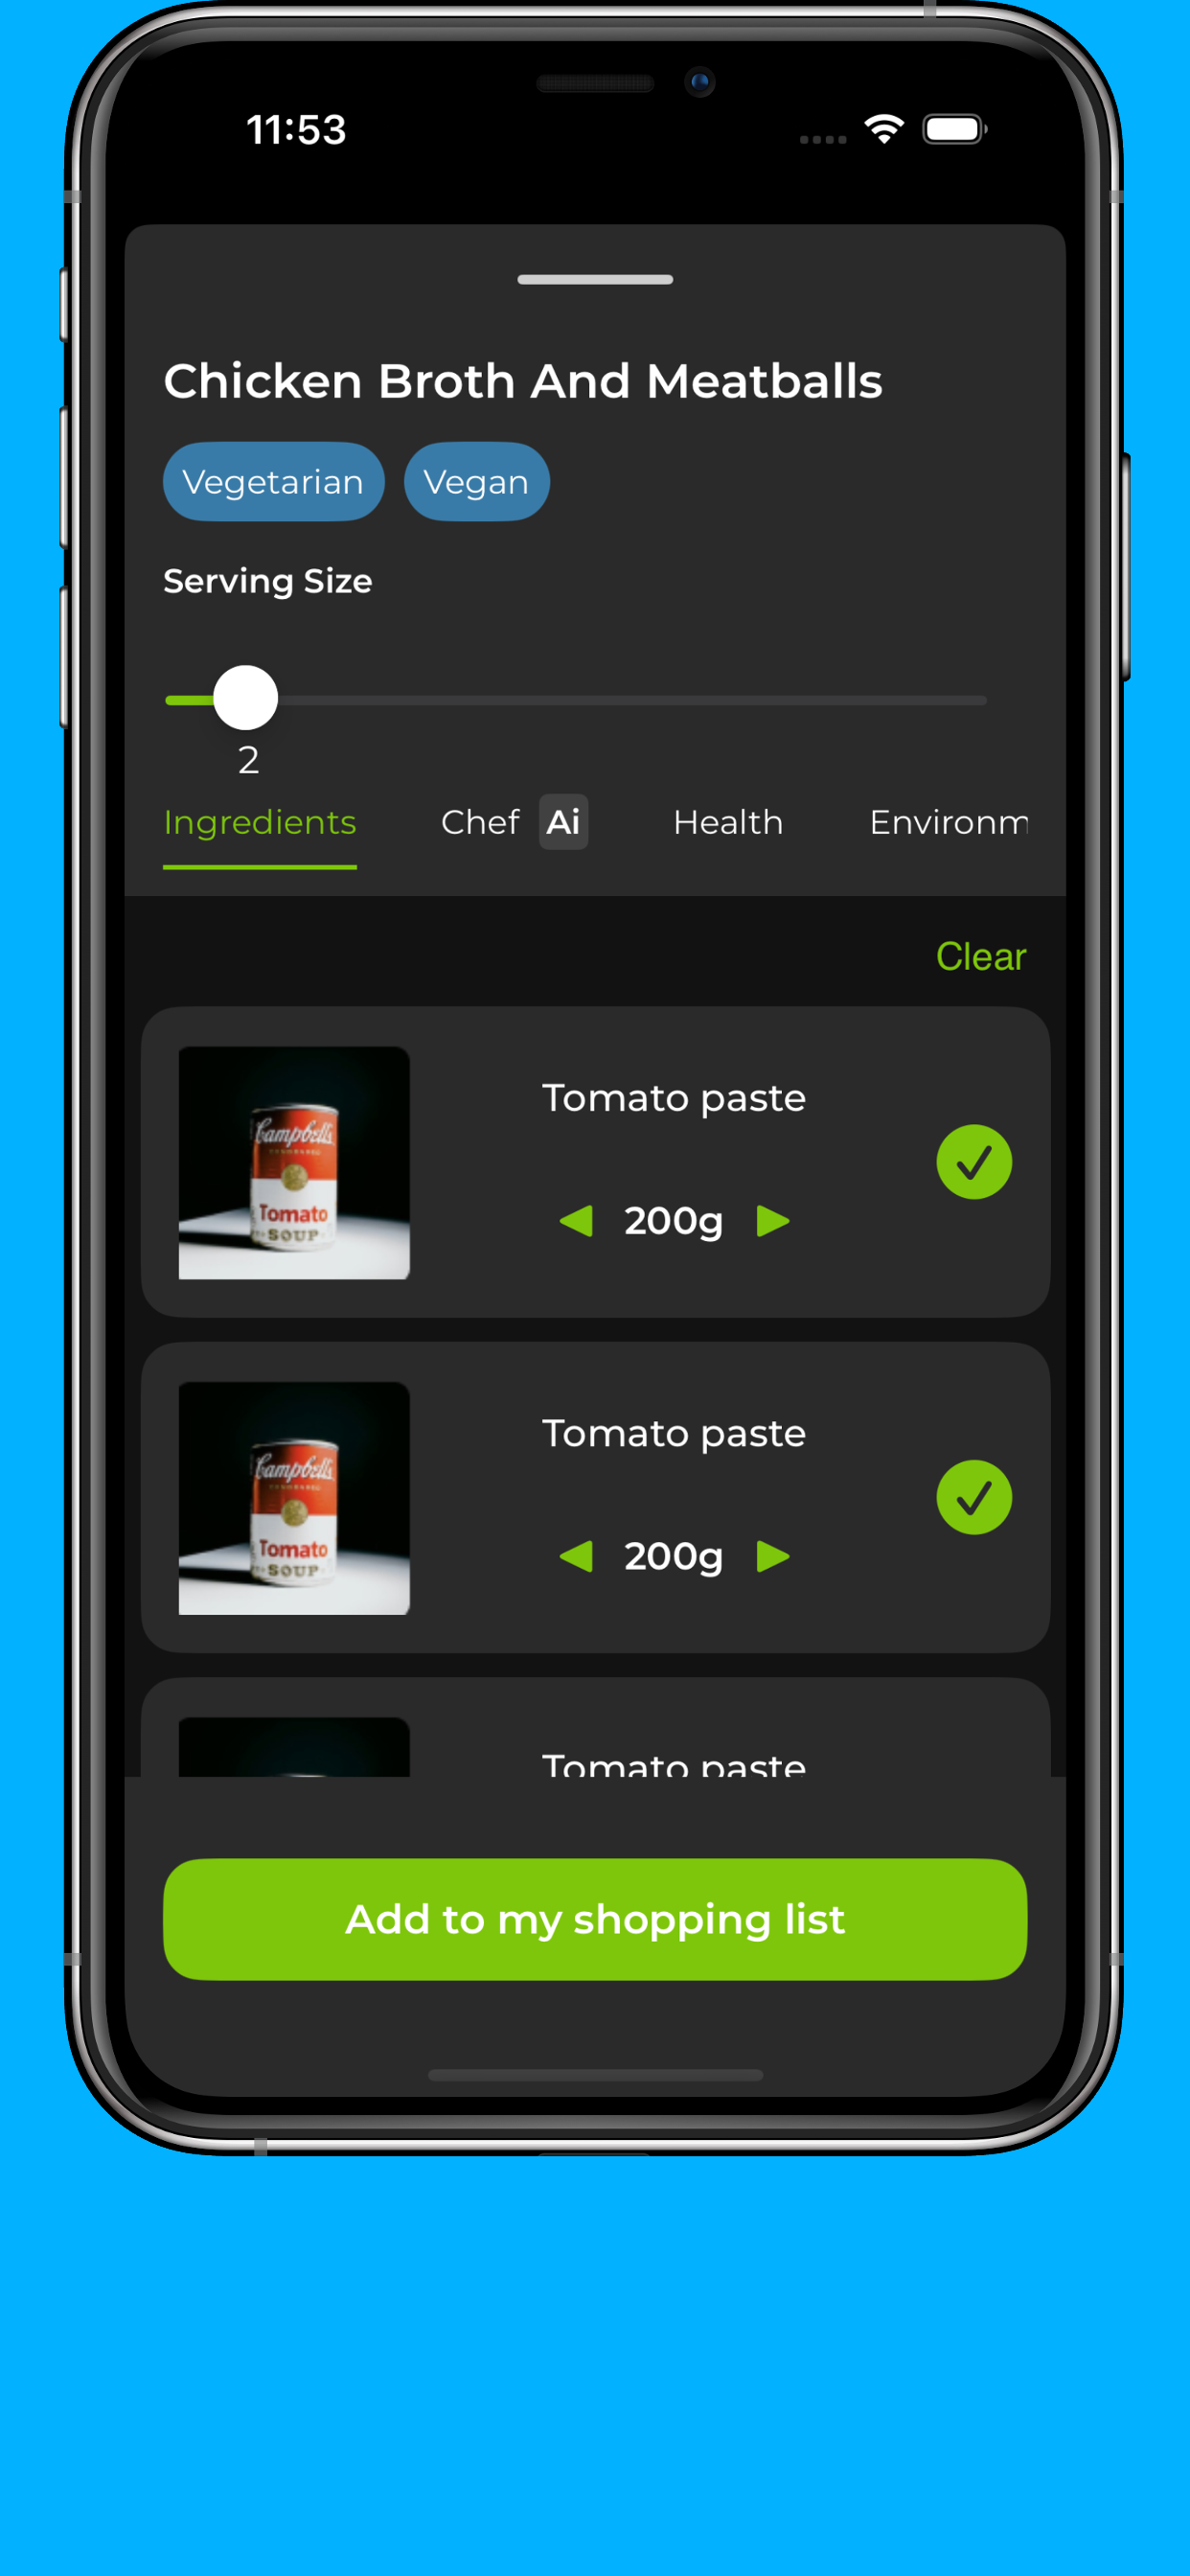 11:53
Chicken Broth And Meatballs
Vegetarian Vegan
Serving Size
2
Ingredients Chef Ai Health Environm
Clear
Tomato paste
Campbell's
Tomato
SOUP
200g
Tomato paste
Campbell's
Tomato
SOUP
200g
Tomato paste
Add to my shopping list